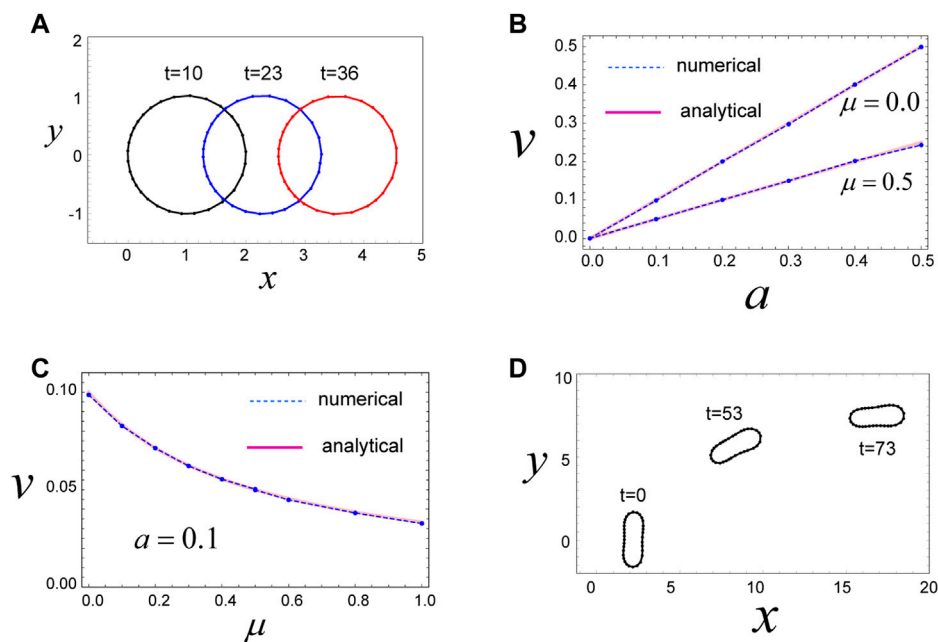 A
2
1
0
-1
y
t=10 t=23 t=36
0 1 2 3 4 5
x
B
0.5
0.4
0.3
0.2
0.1
0.0
v
numerical
analytical
μ = 0.0
μ = 0.5
0.0 0.1 0.2 0.3 0.4 0.5
a
C
0.10
0.05
0.00
v
numerical
analytical
a = 0.1
0.0 0.2 0.4 0.6 0.8 1.0
μ
D
10
5
0
y
t=53
t=73
t=0
0 5 10 15 20
x